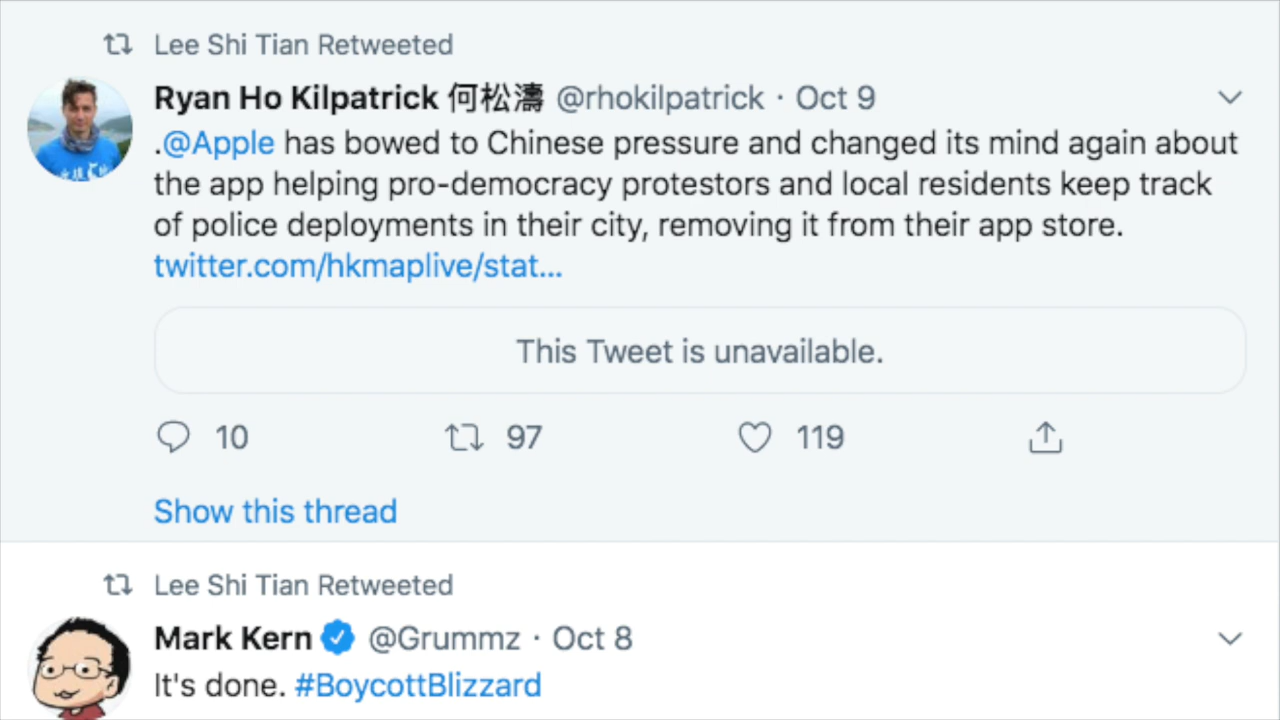 Lee Shi Tian Retweeted
Ryan Ho Kilpatrick 何松濤 @rhokilpatrick · Oct 9
.@Apple has bowed to Chinese pressure and changed its mind again about
the app helping pro-democracy protestors and local residents keep track
of police deployments in their city, removing it from their app store.
twitter.com/hkmaplive/stat...
This Tweet is unavailable.
10 97 119
Show this thread
Lee Shi Tian Retweeted
Mark Kern @Grummz · Oct 8
It's done. #BoycottBlizzard